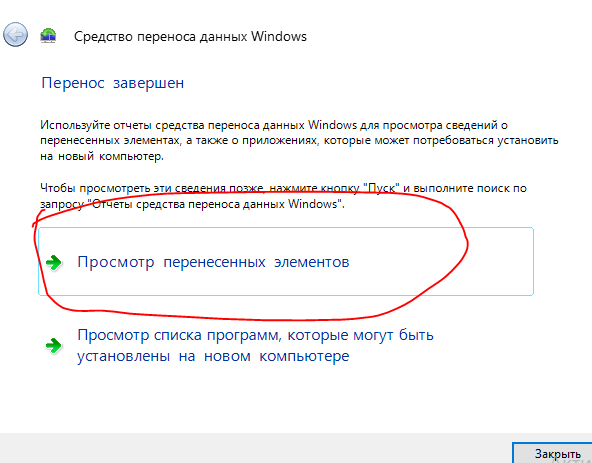 Средство переноса данных Windows
Перенос завершен
Используйте отчеты средства переноса данных Windows для просмотра сведений о
перенесенных элементах, а также о приложениях, которые может потребоваться установить
на новый компьютер.
Чтобы просмотреть эти сведения позже, нажмите кнопку "Пуск" и выполните поиск по
запросу "Отчеты средства переноса данных Windows".
Просмотр перенесенных элементов
Просмотр списка программ, которые могут быть
установлены на новом компьютере
Закрыть